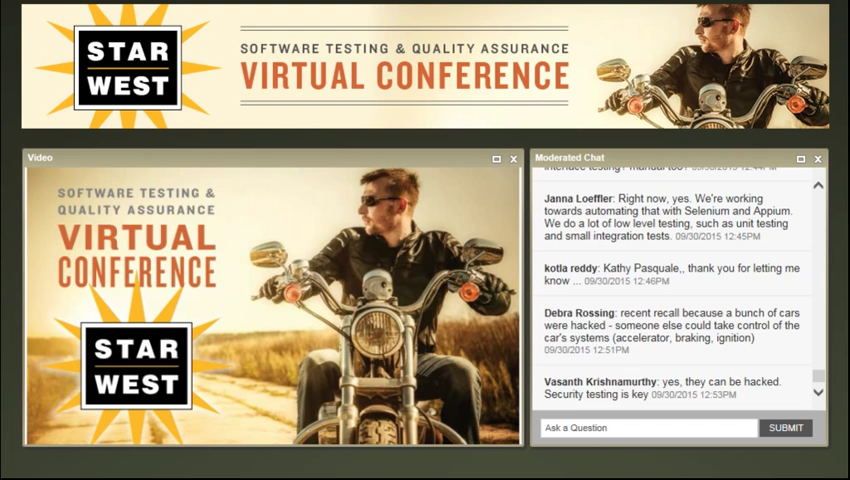 STAR
WEST
SOFTWARE TESTING & QUALITY ASSURANCE
VIRTUAL CONFERENCE
Video
SOFTWARE TESTING &
QUALITY ASSURANCE
VIRTUAL
CONFERENCE
STAR
WEST
Moderated Chat
Janna Loeffler: Right now, yes. We're working
towards automating that with Selenium and Appium.
We do a lot of low level testing, such as unit testing
and small integration tests. 09/30/2015 12:45PM
kotla reddy: Kathy Pasquale,, thank you for letting me
know ... 09/30/2015 12:46PM
Debra Rossing: recent recall because a bunch of cars
were hacked - someone else could take control of the
car's systems (accelerator, braking, ignition)
09/30/2015 12:51PM
Vasanth Krishnamurthy: yes, they can be hacked.
Security testing is key 09/30/2015 12:53PM
Ask a Question
SUBMIT